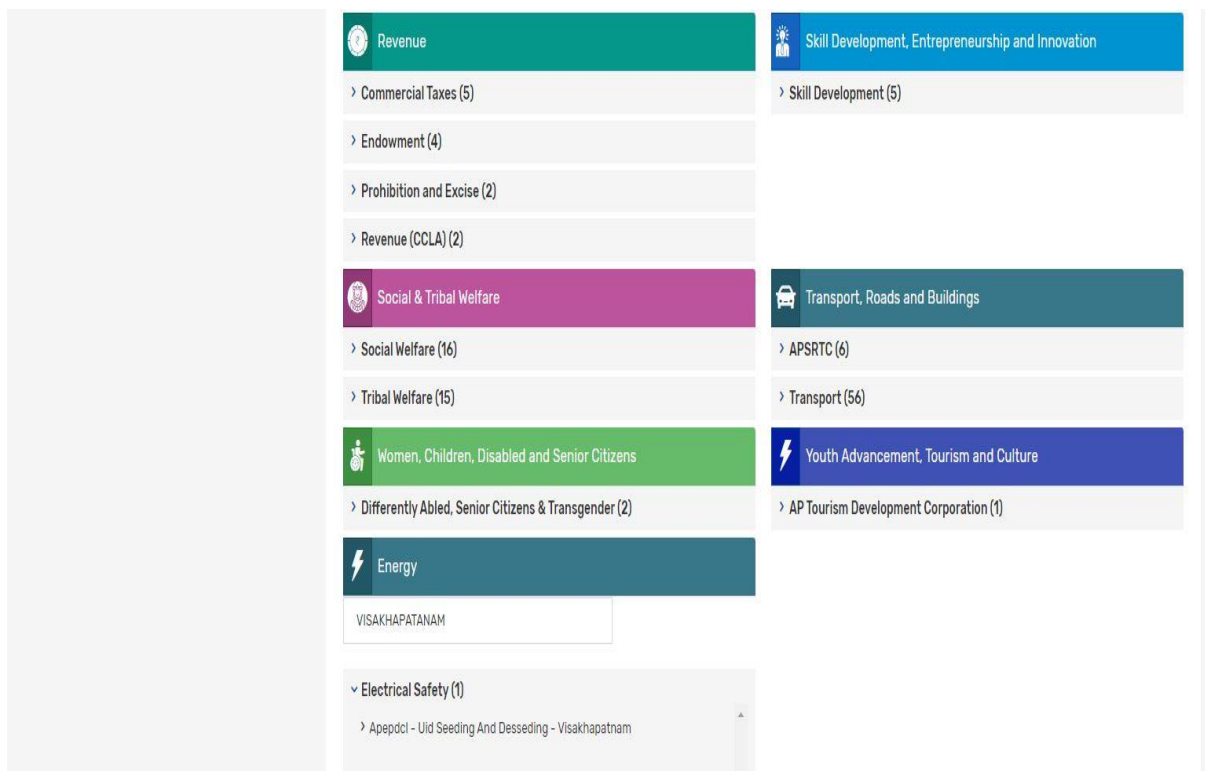 Revenue
Commercial Taxes (5)
Endowment (4)
Prohibition and Excise (2)
Revenue (CCLA) (2)
Skill Development, Entrepreneurship and Innovation
Skill Development (5)
Social & Tribal Welfare
Social Welfare (16)
Tribal Welfare (15)
Transport, Roads and Buildings
APSRTC (6)
Transport (56)
Women, Children, Disabled and Senior Citizens
Differently Abled, Senior Citizens & Transgender (2)
Youth Advancement, Tourism and Culture
AP Tourism Development Corporation (1)
Energy
VISAKHAPATANAM
Electrical Safety (1)
Apepdcl - Uid Seeding And Desseding - Visakhapatnam